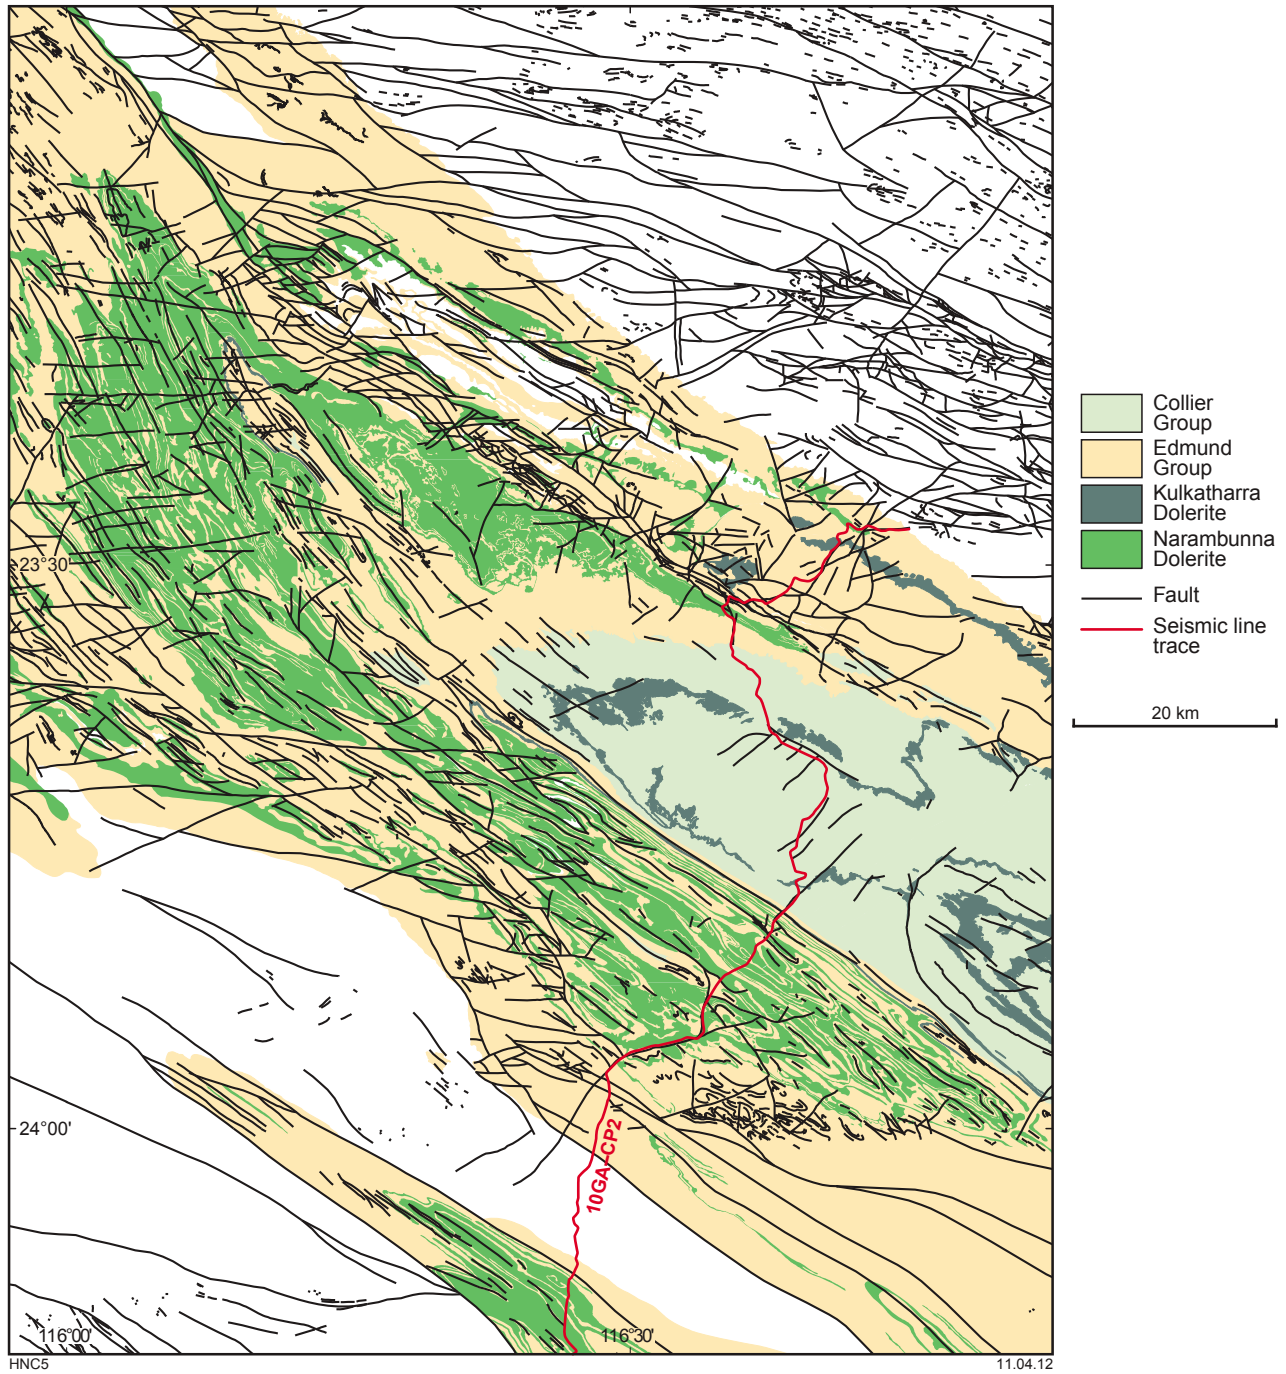 Collier
Group
Edmund
Group
Kulkatharra
Dolerite
Narambunna
Dolerite
Fault
Seismic line
trace
20 km
23°30'
24°00'
10GA–CP2
116°00'
116°30'
HNC5
11.04.12